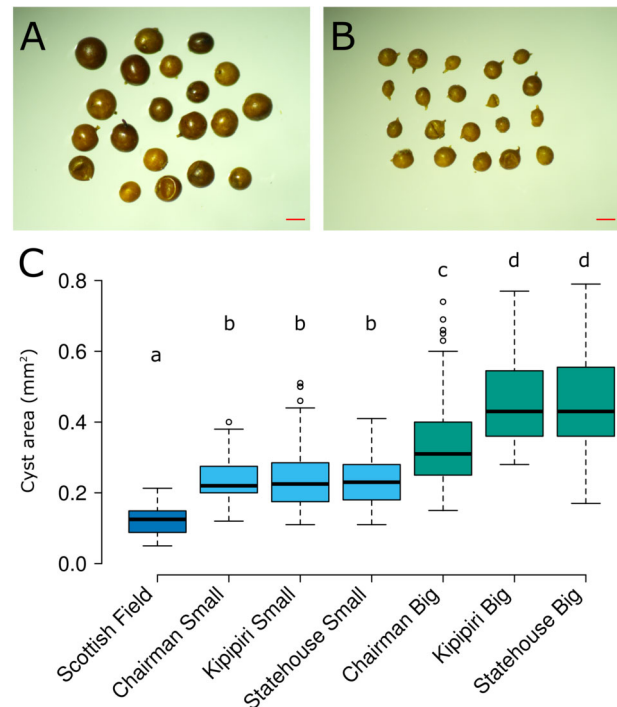 A
B
C
0.8
0.6
0.4
0.2
0.0
Cyst area (mm²)
a
b
b
b
c
d
d
Scottish Field
Chairman Small
Kipipiri Small
Statehouse Small
Chairman Big
Kipipiri Big
Statehouse Big